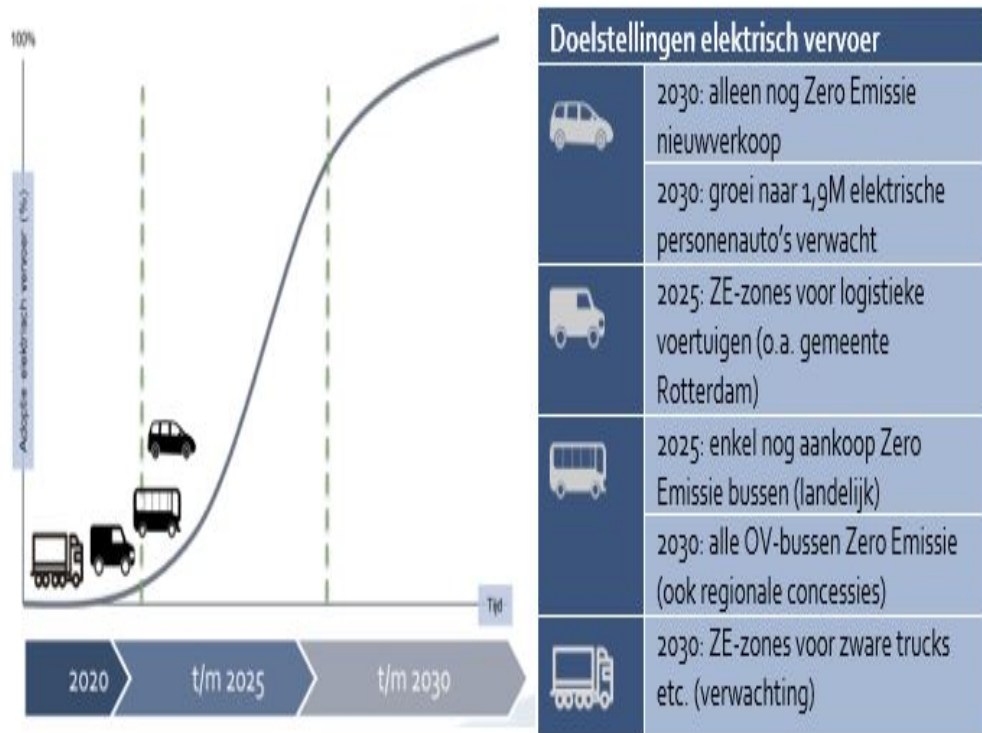 100%
Adoptie elektrisch vervoer (%)
Tijd
2020
t/m 2025
t/m 2030
Doelstellingen elektrisch vervoer
2030: alleen nog Zero Emissie
nieuwverkoop
2030: groei naar 1,9M elektrische
personenauto's verwacht
2025: ZE-zones voor logistieke
voertuigen (o.a. gemeente
Rotterdam)
2025: enkel nog aankoop Zero
Emissie bussen (landelijk)
2030: alle OV-bussen Zero Emissie
(ook regionale concessies)
2030: ZE-zones voor zware trucks
etc. (verwachting)